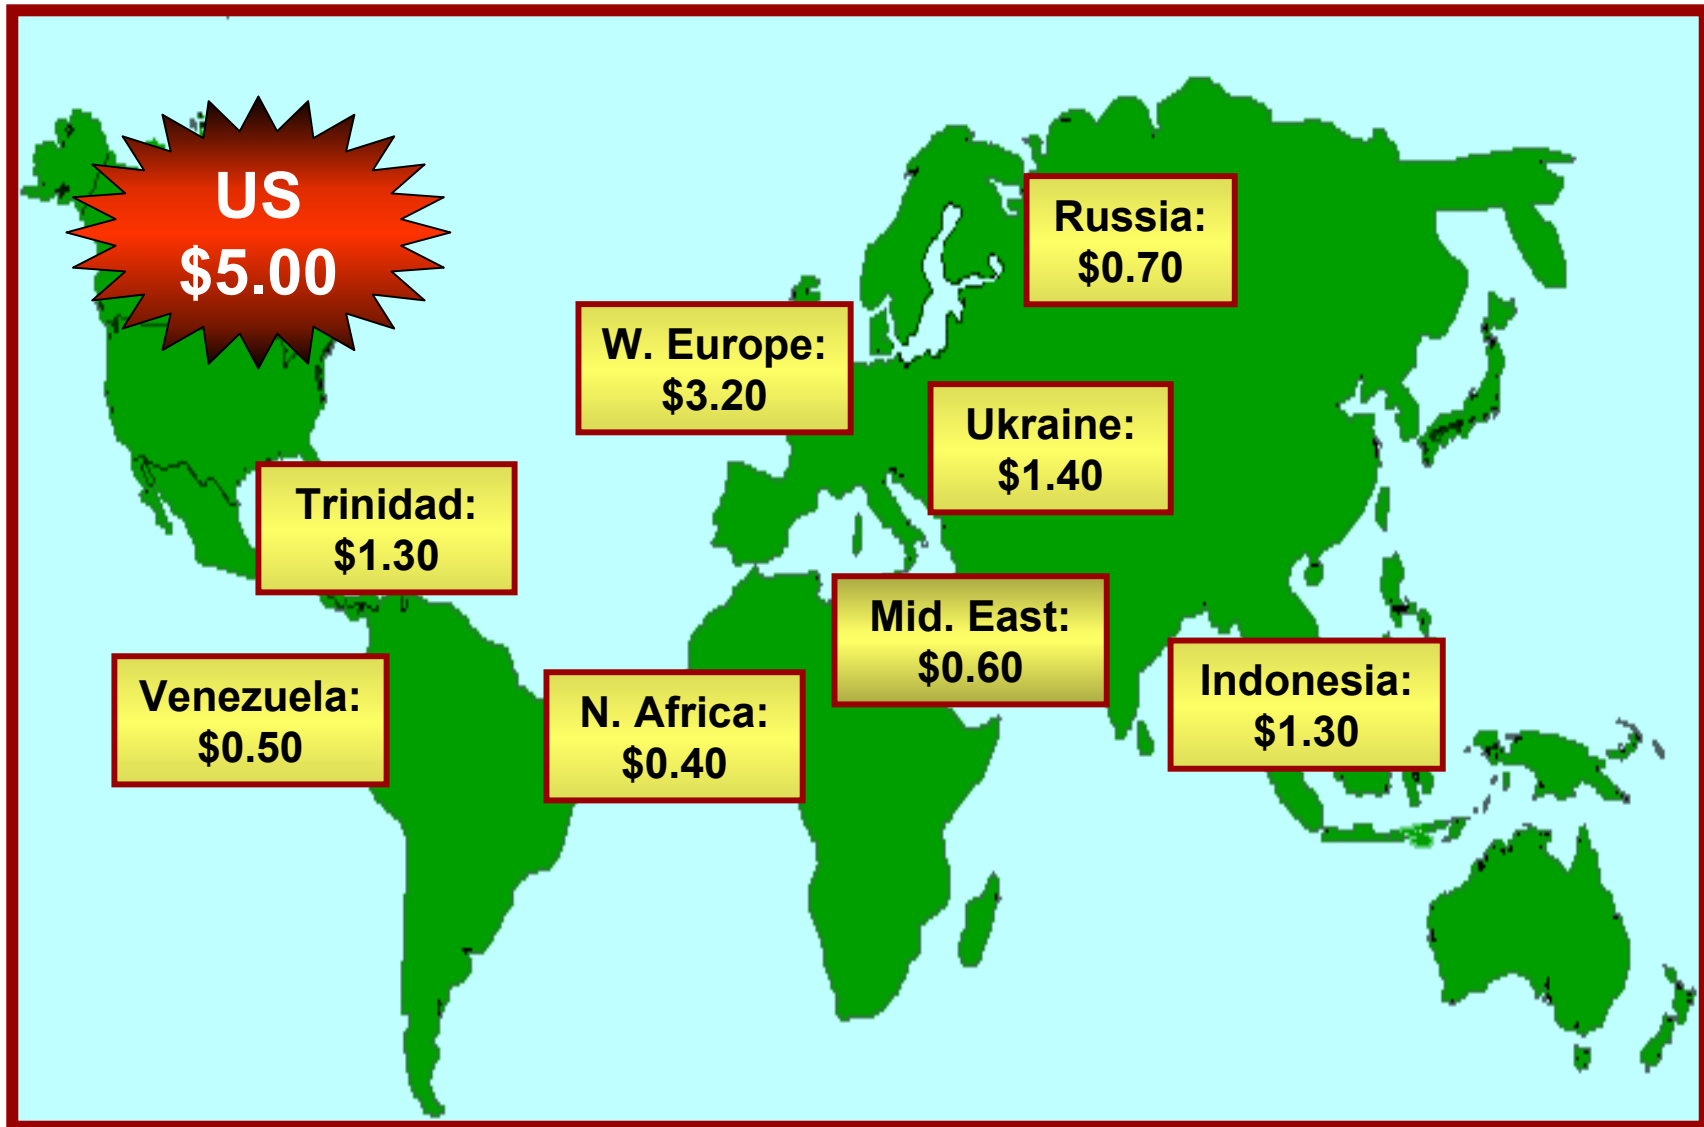 US
$5.00
Russia:
$0.70
W. Europe:
$3.20
Ukraine:
$1.40
Trinidad:
$1.30
Mid. East:
$0.60
Indonesia:
$1.30
Venezuela:
$0.50
N. Africa:
$0.40